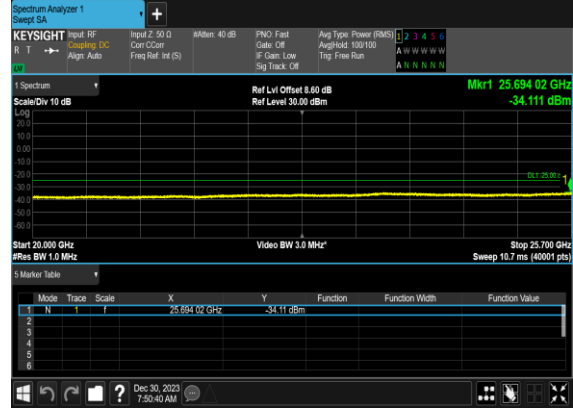 Spectrum Analyzer 1
Swept SA
+
KEYSIGHT
R T
LXI
Input: RF
Coupling: DC
Align: Auto
Input Z: 50 Ω
Corr CCorr
Freq Ref: Int (S)
#Atten: 40 dB
PNO: Fast
Gate: Off
IF Gain: Low
Sig Track: Off
Avg Type: Power (RMS)
Avg|Hold: 100/100
Trig: Free Run
1 2 3 4 5 6
A W W W W W
A N N N N N
1 Spectrum
Scale/Div 10 dB
Ref Lvl Offset 8.60 dB
Ref Level 30.00 dBm
Mkr1 25.694 02 GHz
-34.111 dBm
Log
20.0
10.0
0.00
-10.0
-20.0
-30.0
-40.0
-50.0
-60.0
DL1 -25.00
1
Start 20.000 GHz
#Res BW 1.0 MHz
Video BW 3.0 MHz*
Stop 25.700 GHz
Sweep 10.7 ms (40001 pts)
5 Marker Table
Mode Trace Scale X Y Function Function Width Function Value
1 N 1 f 25.694 02 GHz -34.11 dBm
2
3
4
5
6
?
Dec 30, 2023
7:50:40 AM